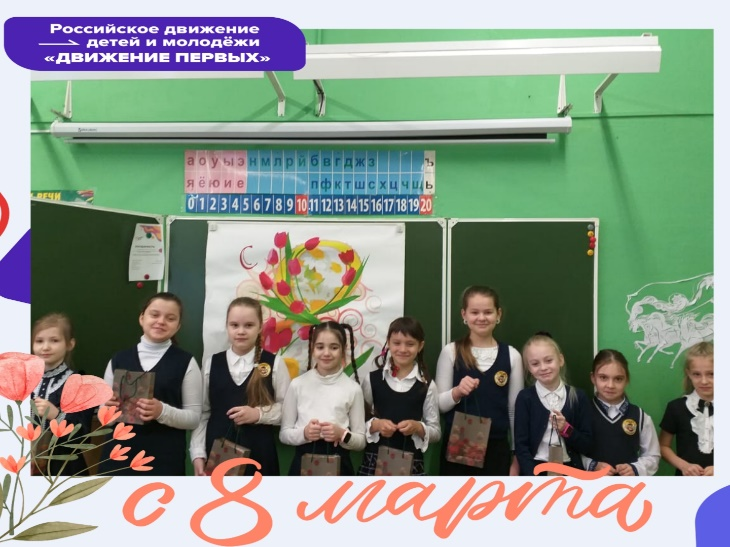 Российское движение
детей и молодёжи
«ДВИЖЕНИЕ ПЕРВЫХ»
а о у ы э н м л р й б в г д ж з ъ
я ё ю и е п ф к т ш с х ц ч щ ь
0 1 2 3 4 5 6 7 8 9 10 11 12 13 14 15 16 17 18 19 20
РЕЧИ
С
с 8 марта